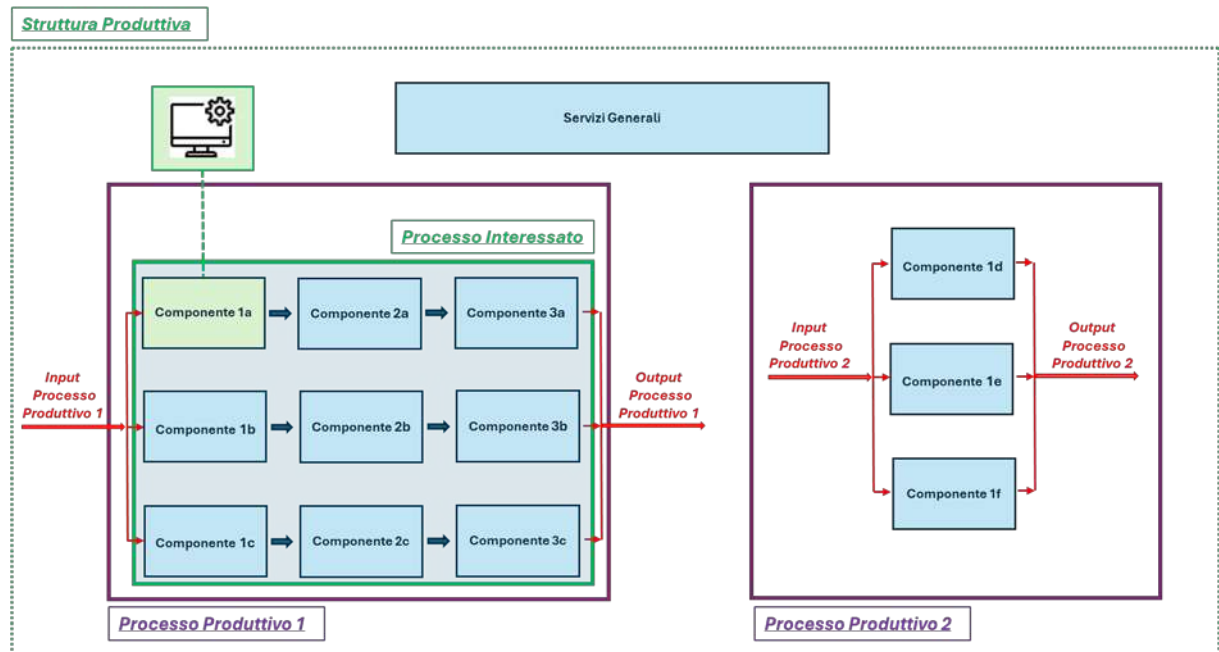 Struttura Produttiva
Servizi Generali
Processo Interessato
Componente 1a
Componente 2a
Componente 3a
Input
Processo
Produttivo 1
Componente 1b
Componente 2b
Componente 3b
Output
Processo
Produttivo 1
Componente 1c
Componente 2c
Componente 3c
Processo Produttivo 1
Componente 1d
Input
Processo
Produttivo 2
Componente 1e
Output
Processo
Produttivo 2
Componente 1f
Processo Produttivo 2